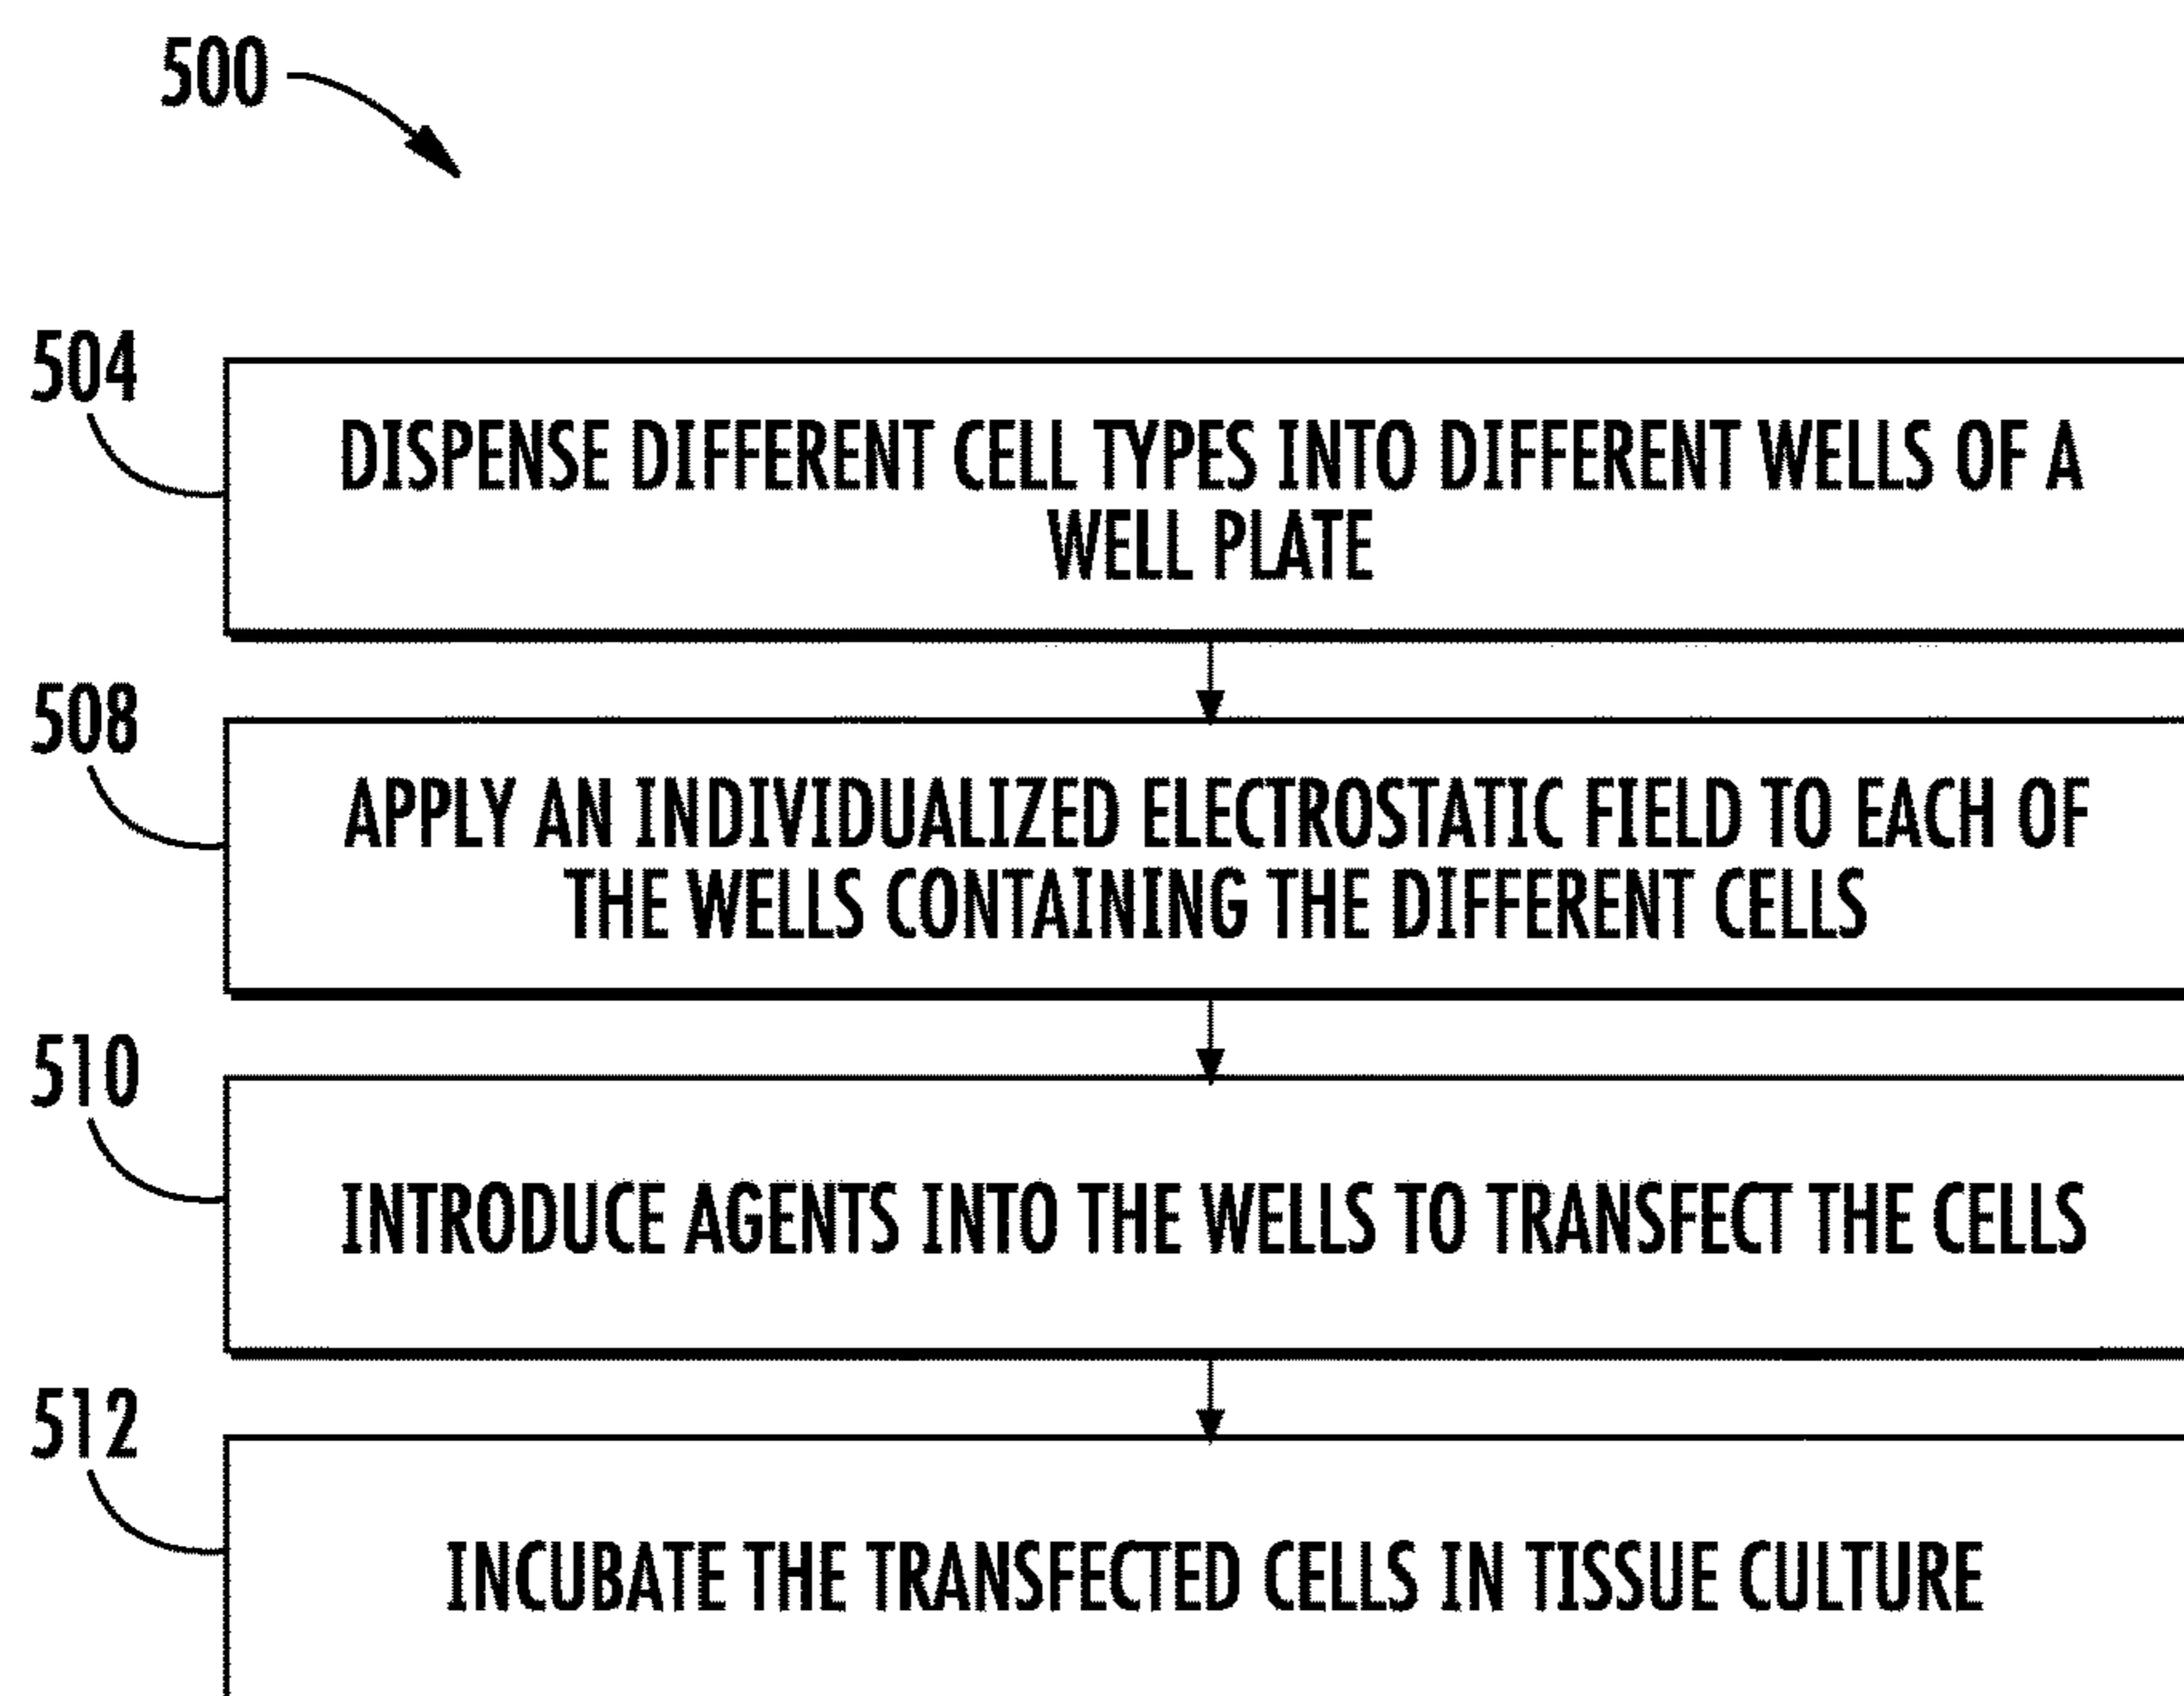 500
504
DISPENSE DIFFERENT CELL TYPES INTO DIFFERENT WELLS OF A
WELL PLATE
508
APPLY AN INDIVIDUALIZED ELECTROSTATIC FIELD TO EACH OF
THE WELLS CONTAINING THE DIFFERENT CELLS
510
INTRODUCE AGENTS INTO THE WELLS TO TRANSFECT THE CELLS
512
INCUBATE THE TRANSFECTED CELLS IN TISSUE CULTURE